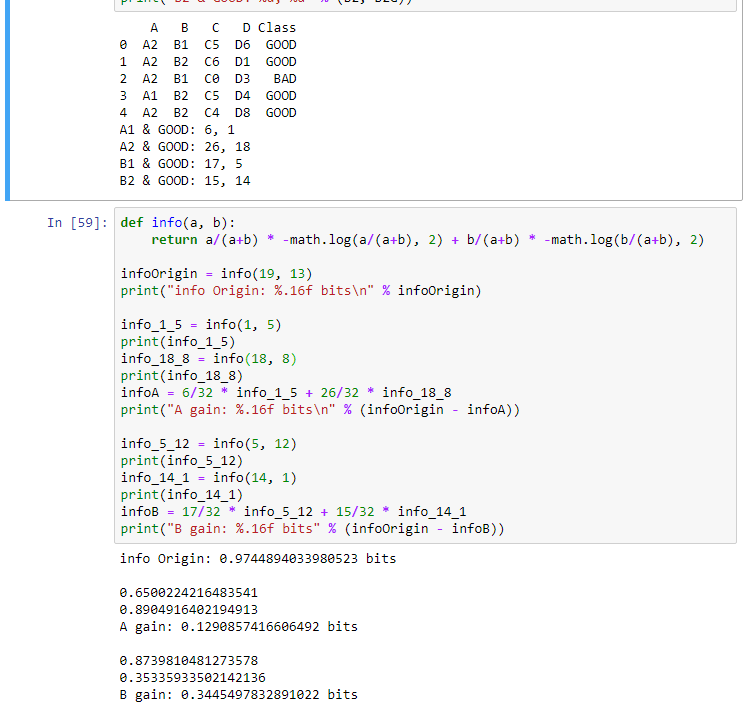 A   B   C   D Class
0  A2  B1  C5  D6  GOOD
1  A2  B2  C6  D1  GOOD
2  A2  B1  C0  D3   BAD
3  A1  B2  C5  D4  GOOD
4  A2  B2  C4  D8  GOOD
A1 & GOOD: 6, 1
A2 & GOOD: 26, 18
B1 & GOOD: 17, 5
B2 & GOOD: 15, 14
In [59]: def info(a, b):
    return a/(a+b) * -math.log(a/(a+b), 2) + b/(a+b) * -math.log(b/(a+b), 2)
infoOrigin = info(19, 13)
print("info Origin: %.16f bits\n" % infoOrigin)
info_1_5 = info(1, 5)
print(info_1_5)
info_18_8 = info(18, 8)
print(info_18_8)
infoA = 6/32 * info_1_5 + 26/32 * info_18_8
print("A gain: %.16f bits\n" % (infoOrigin - infoA))
info_5_12 = info(5, 12)
print(info_5_12)
info_14_1 = info(14, 1)
print(info_14_1)
infoB = 17/32 * info_5_12 + 15/32 * info_14_1
print("B gain: %.16f bits" % (infoOrigin - infoB))
info Origin: 0.9744894033980523 bits
0.6500224216483541
0.8904916402194913
A gain: 0.1290857416606492 bits
0.8739810481273578
0.35335933502142136
B gain: 0.3445497832891022 bits